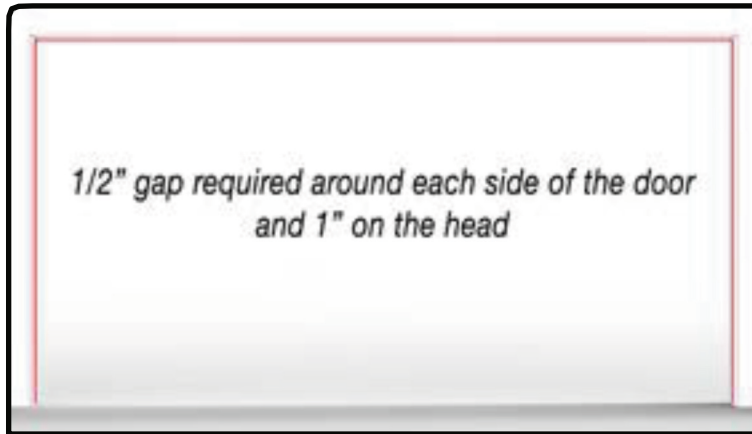 1/2” gap required around each side of the door
and 1” on the head